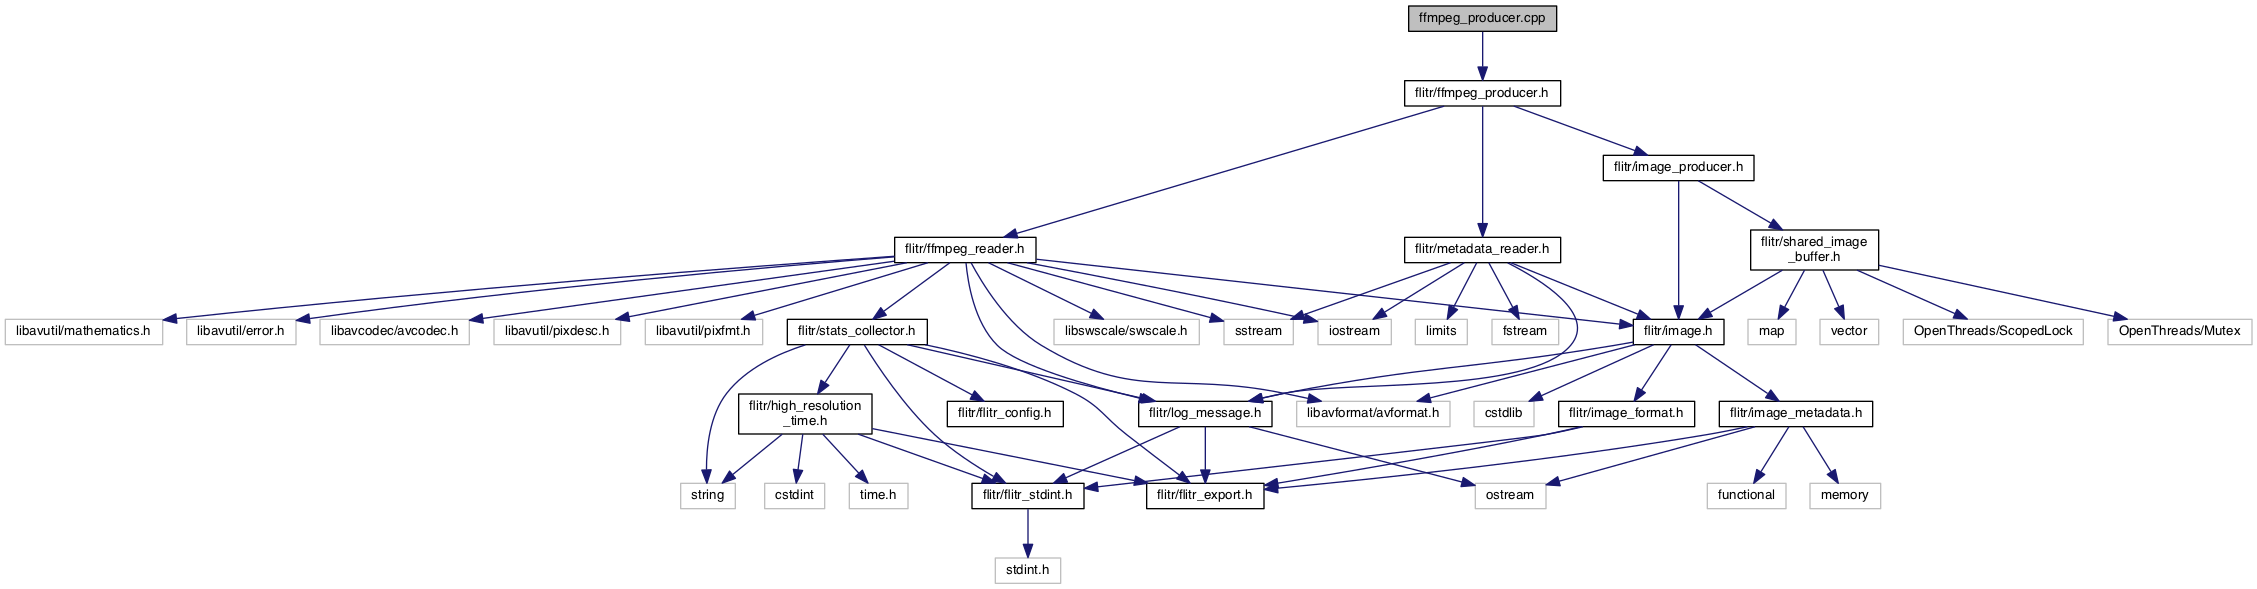 ffmpeg_producer.cpp
flitr/ffmpeg_producer.h
flitr/image_producer.h
flitr/ffmpeg_reader.h
flitr/metadata_reader.h
flitr/shared_image
_buffer.h
libavutil/mathematics.h
libavutil/error.h
libavcodec/avcodec.h
libavutil/pixdesc.h
libavutil/pixfmt.h
flitr/stats_collector.h
libswscale/swscale.h
sstream
iostream
limits
fstream
flitr/image.h
map
vector
OpenThreads/ScopedLock
OpenThreads/Mutex
flitr/high_resolution
_time.h
flitr/flitr_config.h
flitr/log_message.h
libavformat/avformat.h
cstdlib
flitr/image_format.h
flitr/image_metadata.h
string
cstdint
time.h
flitr/flitr_stdint.h
flitr/flitr_export.h
ostream
functional
memory
stdint.h